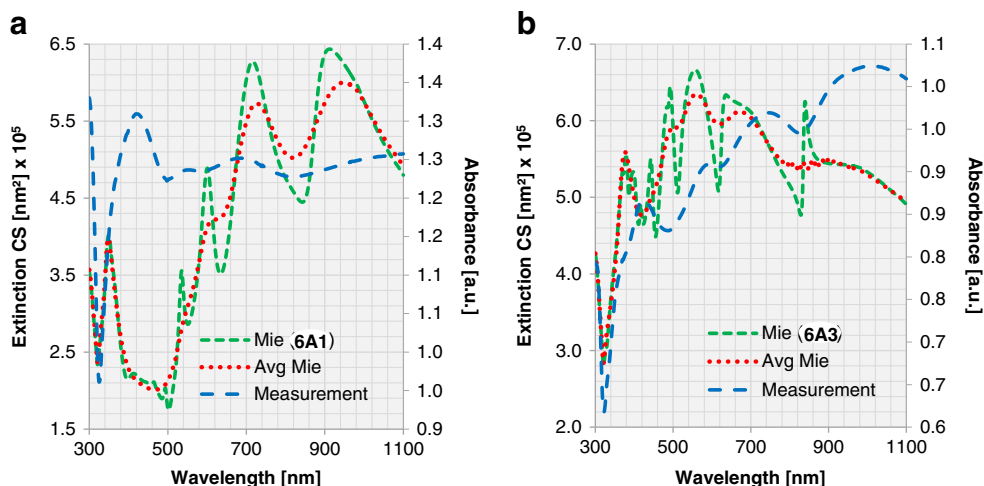 a
6.5
5.5
4.5
3.5
2.5
1.5
Extinction CS [nm²] x 10⁵
1.4
1.4
1.3
1.3
1.2
1.2
1.1
1.1
1.0
1.0
0.9
Absorbance [a.u.]
Mie (6A1)
Avg Mie
Measurement
300 500 700 900 1100
Wavelength [nm]
b
7.0
6.0
5.0
4.0
3.0
2.0
Extinction CS [nm²] x 10⁵
1.1
1.0
1.0
0.9
0.9
0.8
0.8
0.7
0.7
0.6
Absorbance [a.u.]
Mie (6A3)
Avg Mie
Measurement
300 500 700 900 1100
Wavelength [nm]